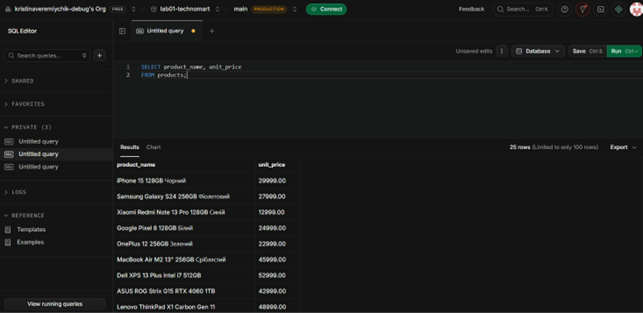 kristinaveremiychik-debug's Org FREE / lab01-technomart / main PRODUCTION Connect Feedback Search... Ctrl K
SQL Editor
Untitled query
Search queries...
Unsaved edits Database Save Ctrl S Run Ctrl
SHARED
FAVORITES
PRIVATE (3)
Untitled query
Untitled query
Untitled query
LOGS
REFERENCE
Templates
Examples
View running queries
1 SELECT product_name, unit_price
2 FROM products;
Results Chart 25 rows (Limited to only 100 rows) Export
product_name unit_price
iPhone 15 128GB Чорний 29999.00
Samsung Galaxy S24 256GB Фіолетовий 27999.00
Xiaomi Redmi Note 13 Pro 128GB Синій 12999.00
Google Pixel 8 128GB Білий 24999.00
OnePlus 12 256GB Зелений 22999.00
MacBook Air M2 13" 256GB Сріблястий 45999.00
Dell XPS 13 Plus Intel i7 512GB 52999.00
ASUS ROG Strix G15 RTX 4060 1TB 42999.00
Lenovo ThinkPad X1 Carbon Gen 11 48999.00